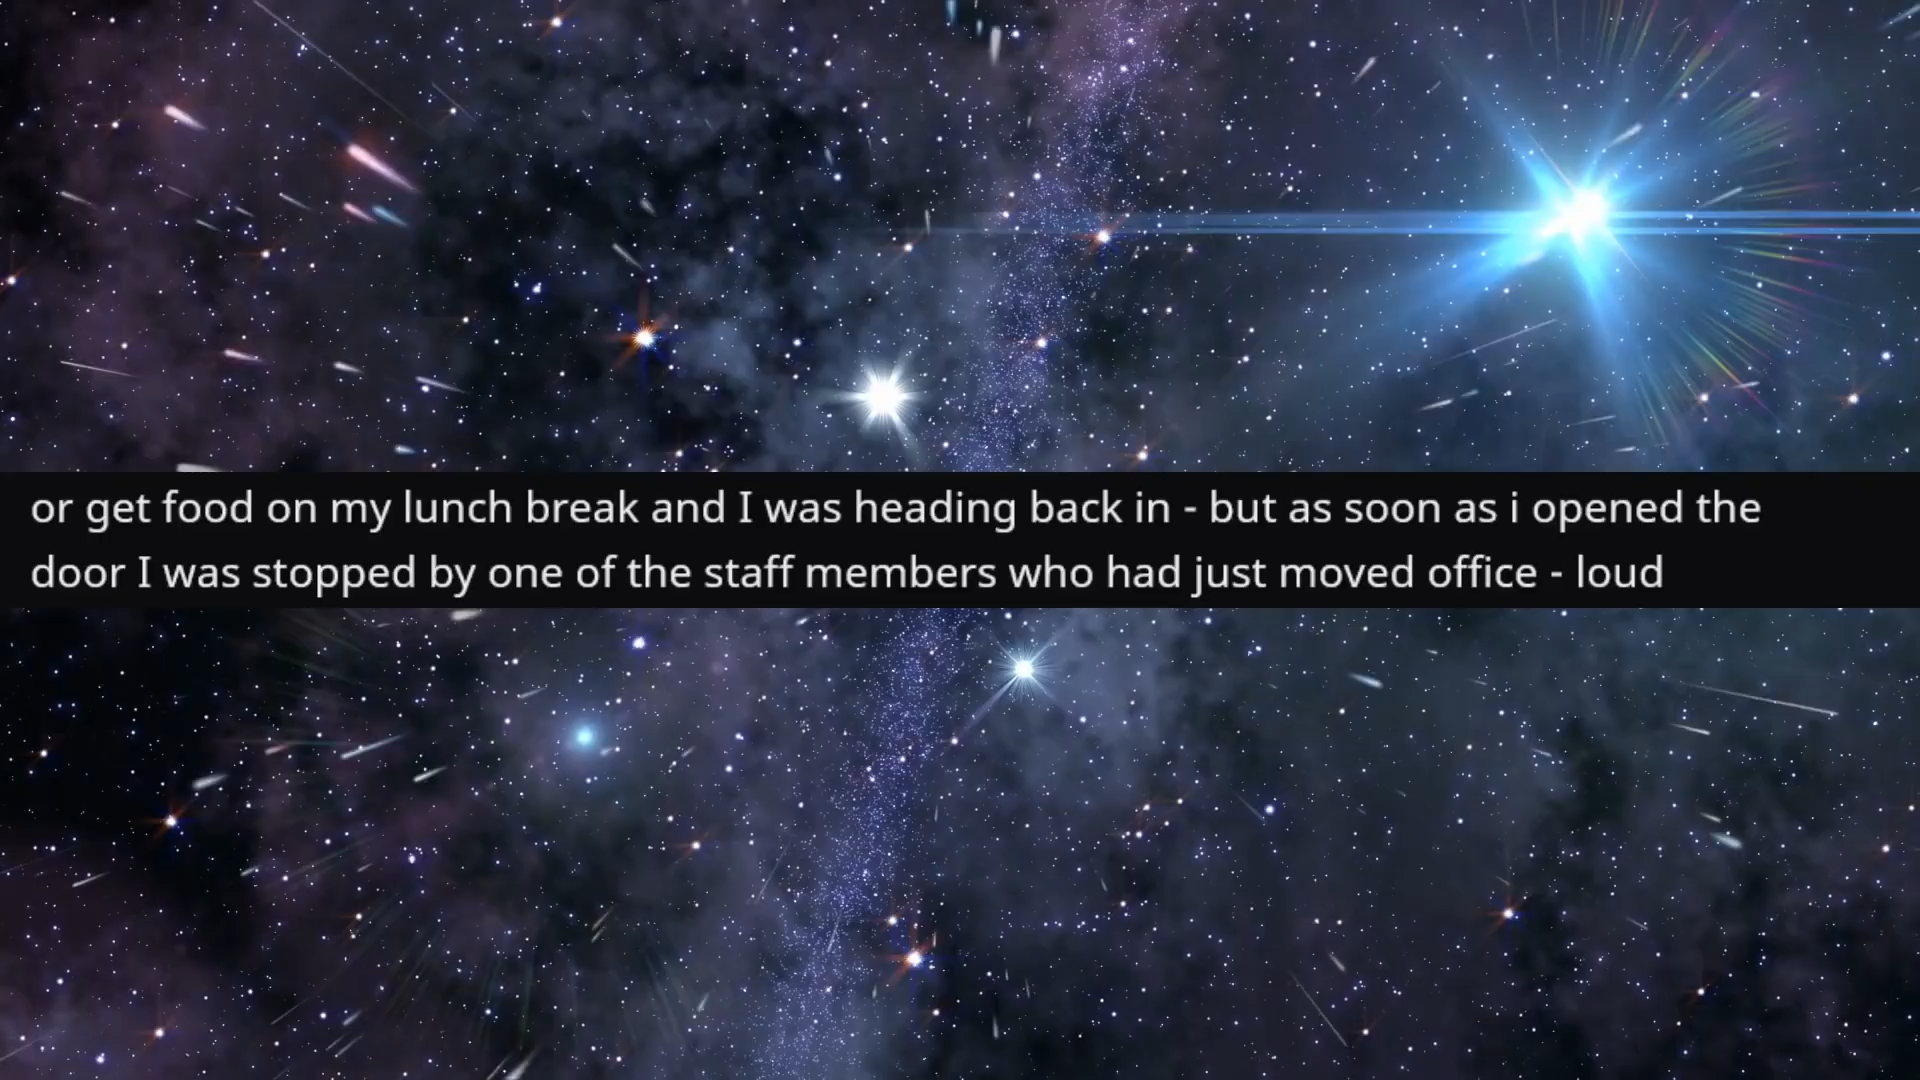 or get food on my lunch break and I was heading back in - but as soon as i opened the
door I was stopped by one of the staff members who had just moved office - loud